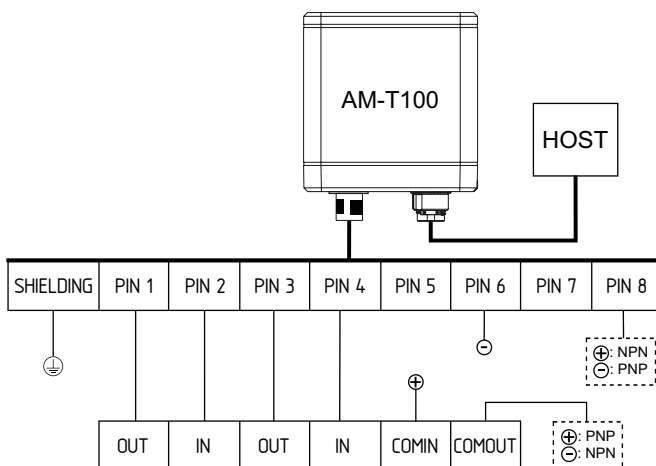 AM-T100
HOST
SHIELDING PIN 1 PIN 2 PIN 3 PIN 4 PIN 5 PIN 6 PIN 7 PIN 8
⊖
⊕: NPN
⊖: PNP
⊕
OUT IN OUT IN COMIN COMOUT
⊕: PNP
⊖: NPN